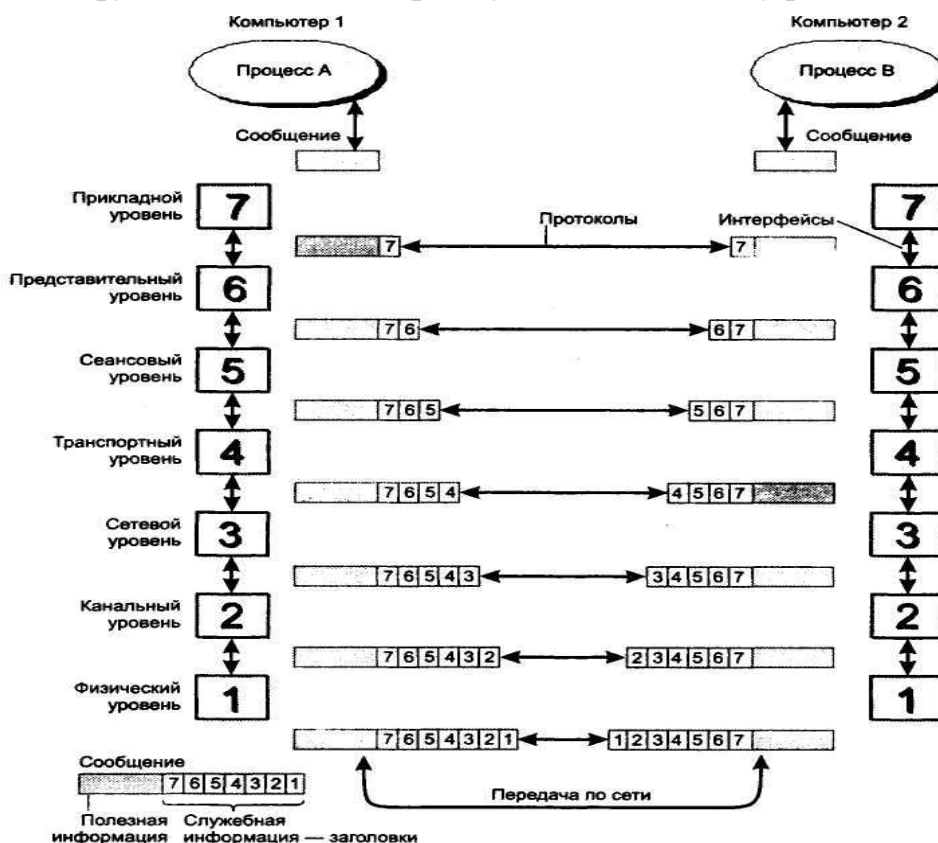 Компьютер 1
Компьютер 2
Процесс A
Процесс B
Сообщение
Сообщение
Прикладной
уровень
7
7
Протоколы
Интерфейсы
7
7
Представительный
уровень
6
6
7 6
6 7
Сеансовый
уровень
5
5
7 6 5
5 6 7
Транспортный
уровень
4
4
7 6 5 4
4 5 6 7
Сетевой
уровень
3
3
7 6 5 4 3
3 4 5 6 7
Канальный
уровень
2
2
7 6 5 4 3 2
2 3 4 5 6 7
Физический
уровень
1
1
7 6 5 4 3 2 1
1 2 3 4 5 6 7
Сообщение
7 6 5 4 3 2 1
Передача по сети
Полезная
информация
Служебная
информация — заголовки